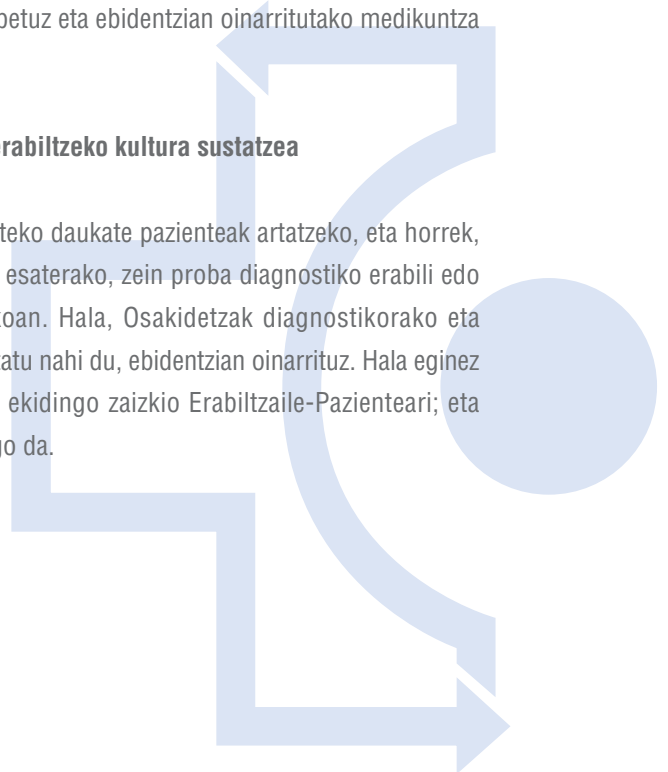 betuz eta ebidentzian oinarritutako medikuntza
erabiltzeko kultura sustatzea
teko daukate pazienteak artatzeko, eta horrek,
esaterako, zein proba diagnostiko erabili edo
koan. Hala, Osakidetzak diagnostikorako eta
tatu nahi du, ebidentzian oinarrituz. Hala eginez
ekidingo zaizkio Erabiltzaile-Pazienteari; eta
go da.